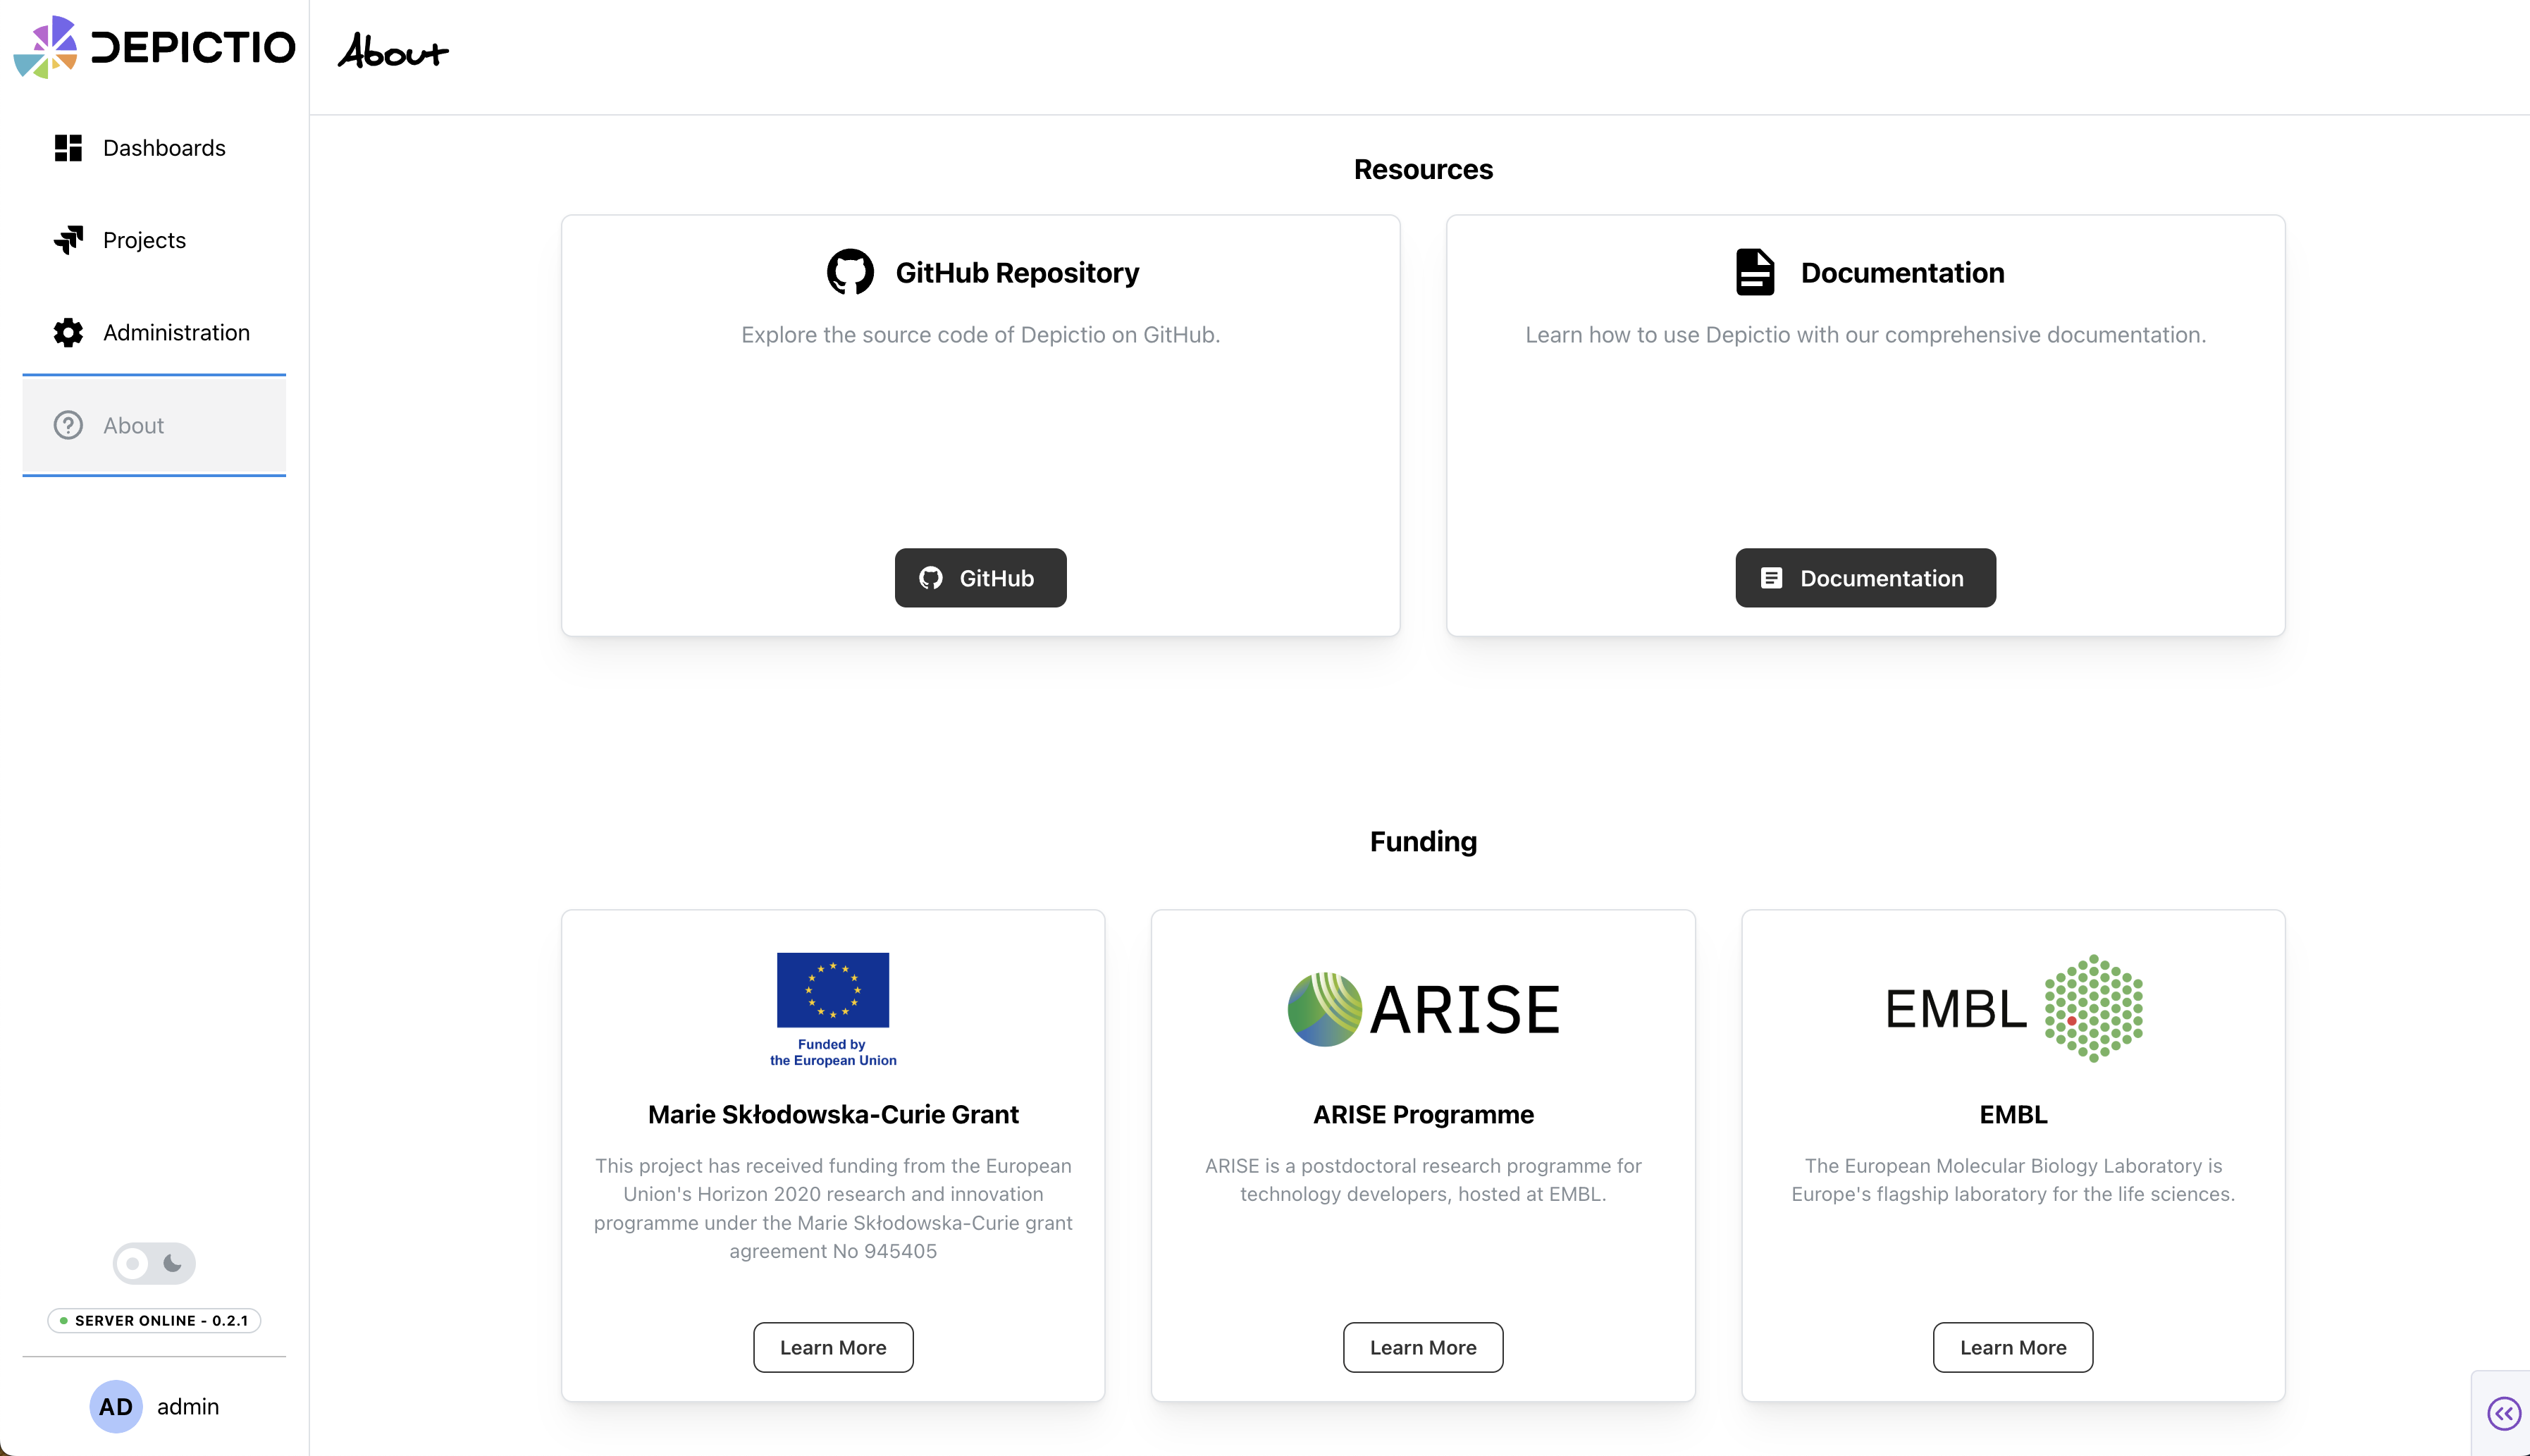 DEPICTIO
Dashboards
Projects
Administration
About
SERVER ONLINE - 0.2.1
AD admin
About
Resources
GitHub Repository
Explore the source code of Depictio on GitHub.
GitHub
Documentation
Learn how to use Depictio with our comprehensive documentation.
Documentation
Funding
Funded by
the European Union
Marie Skłodowska-Curie Grant
This project has received funding from the European
Union's Horizon 2020 research and innovation
programme under the Marie Skłodowska-Curie grant
agreement No 945405
Learn More
ARISE
ARISE Programme
ARISE is a postdoctoral research programme for
technology developers, hosted at EMBL.
Learn More
EMBL
EMBL
The European Molecular Biology Laboratory is
Europe's flagship laboratory for the life sciences.
Learn More